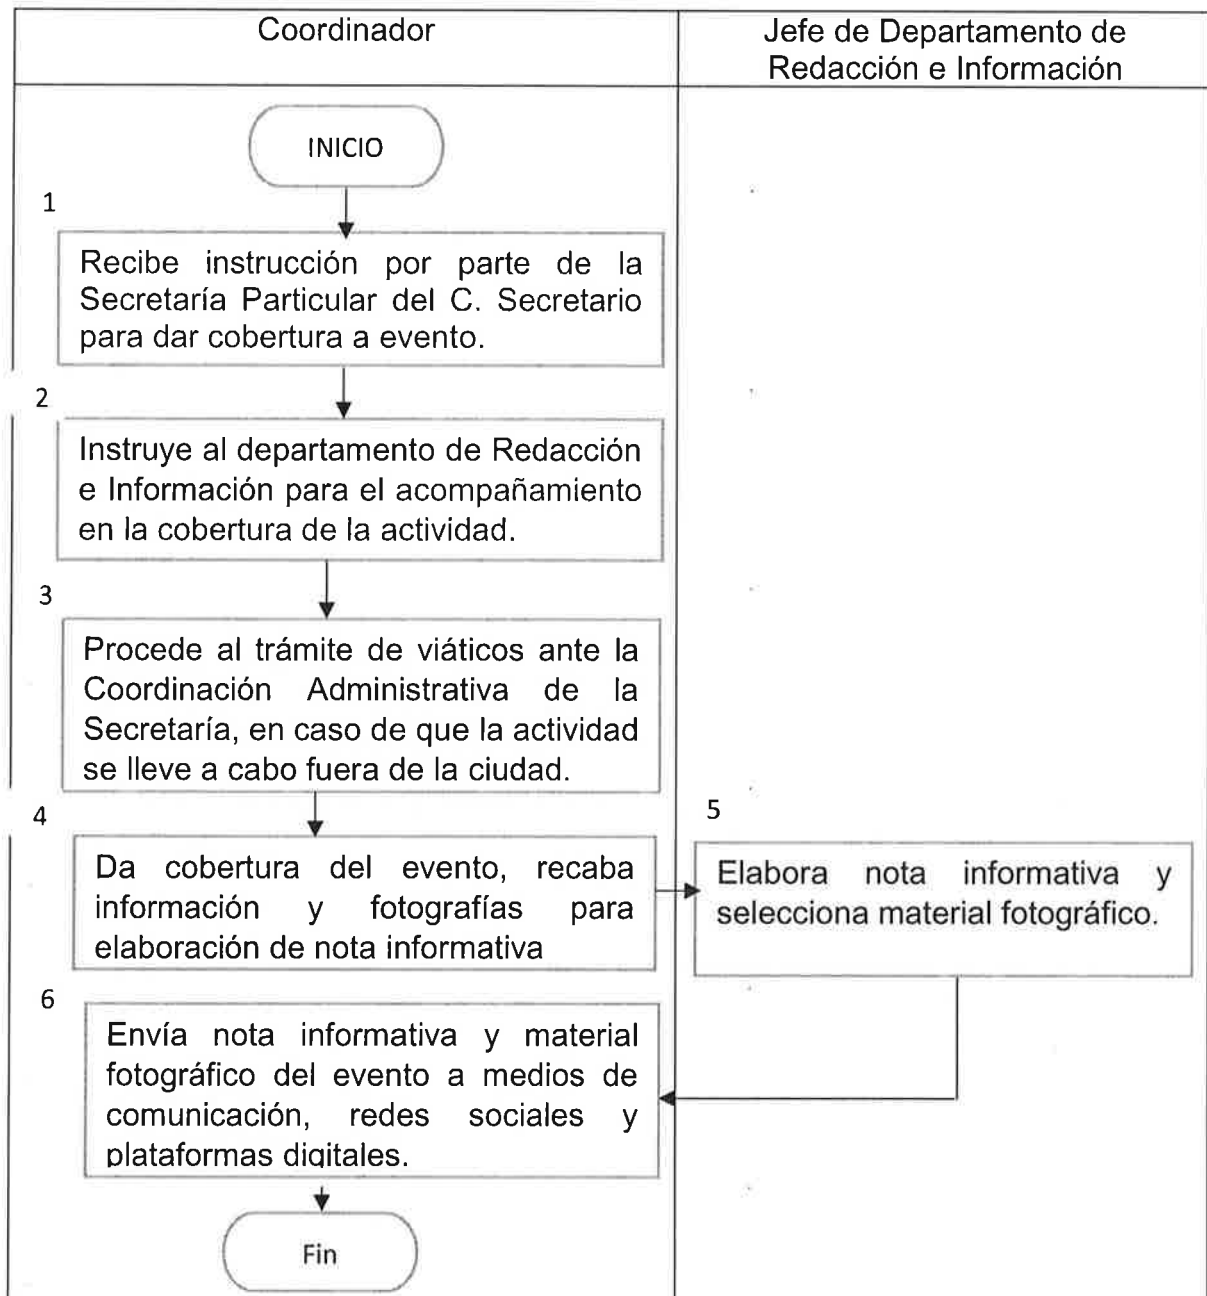 Coordinador
Jefe de Departamento de
Redacción e Información
INICIO
1
Recibe instrucción por parte de la
Secretaría Particular del C. Secretario
para dar cobertura a evento.
2
Instruye al departamento de Redacción
e Información para el acompañamiento
en la cobertura de la actividad.
3
Procede al trámite de viáticos ante la
Coordinación Administrativa de la
Secretaría, en caso de que la actividad
se lleve a cabo fuera de la ciudad.
4
Da cobertura del evento, recaba
información y fotografías para
elaboración de nota informativa
5
Elabora nota informativa y
selecciona material fotográfico.
6
Envía nota informativa y material
fotográfico del evento a medios de
comunicación, redes sociales y
plataformas digitales.
Fin